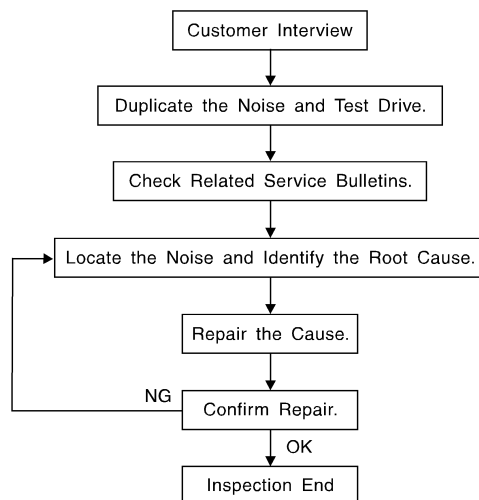 Customer Interview
Duplicate the Noise and Test Drive.
Check Related Service Bulletins.
Locate the Noise and Identify the Root Cause.
Repair the Cause.
NG
Confirm Repair.
OK
Inspection End